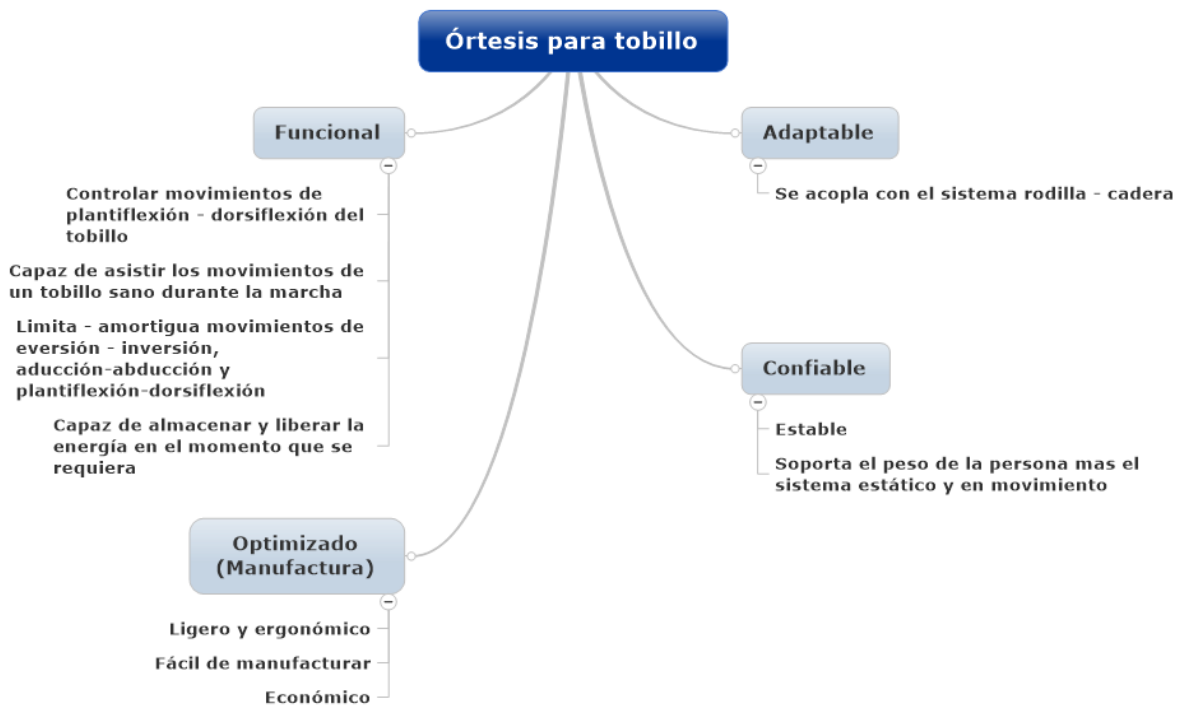 Órtesis para tobillo
Funcional
Controlar movimientos de
plantiflexión - dorsiflexión del
tobillo
Capaz de asistir los movimientos de
un tobillo sano durante la marcha
Limita - amortigua movimientos de
eversión - inversión,
aducción-abducción y
plantiflexión-dorsiflexión
Capaz de almacenar y liberar la
energía en el momento que se
requiera
Optimizado
(Manufactura)
Ligero y ergonómico
Fácil de manufacturar
Económico
Adaptable
Se acopla con el sistema rodilla - cadera
Confiable
Estable
Soporta el peso de la persona mas el
sistema estático y en movimiento